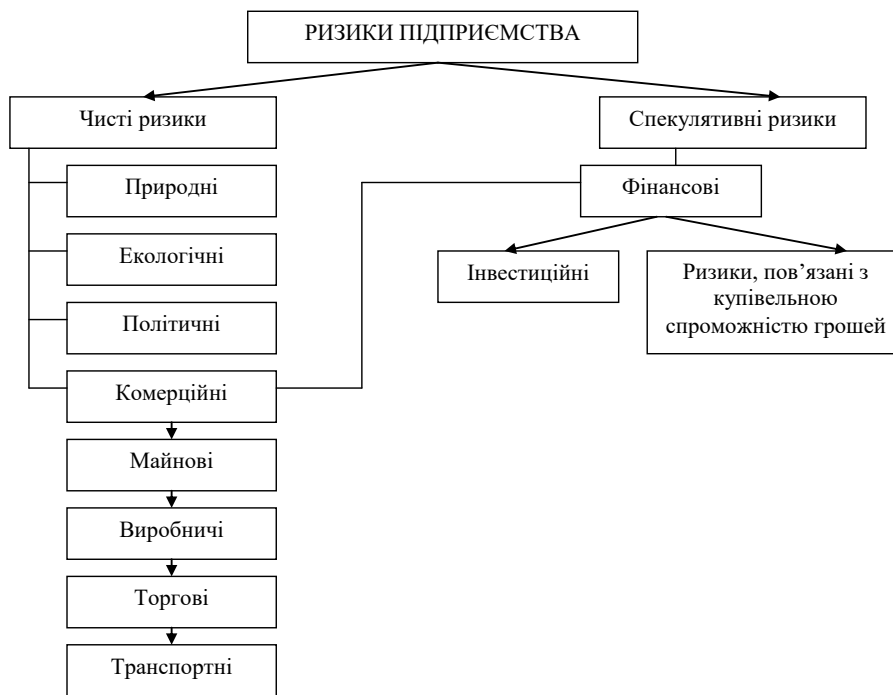 РИЗИКИ ПІДПРИЄМСТВА
Чисті ризики
Спекулятивні ризики
Природні
Фінансові
Екологічні
Інвестиційні
Ризики, пов’язані з
купівельною
спроможністю грошей
Політичні
Комерційні
Майнові
Виробничі
Торгові
Транспортні